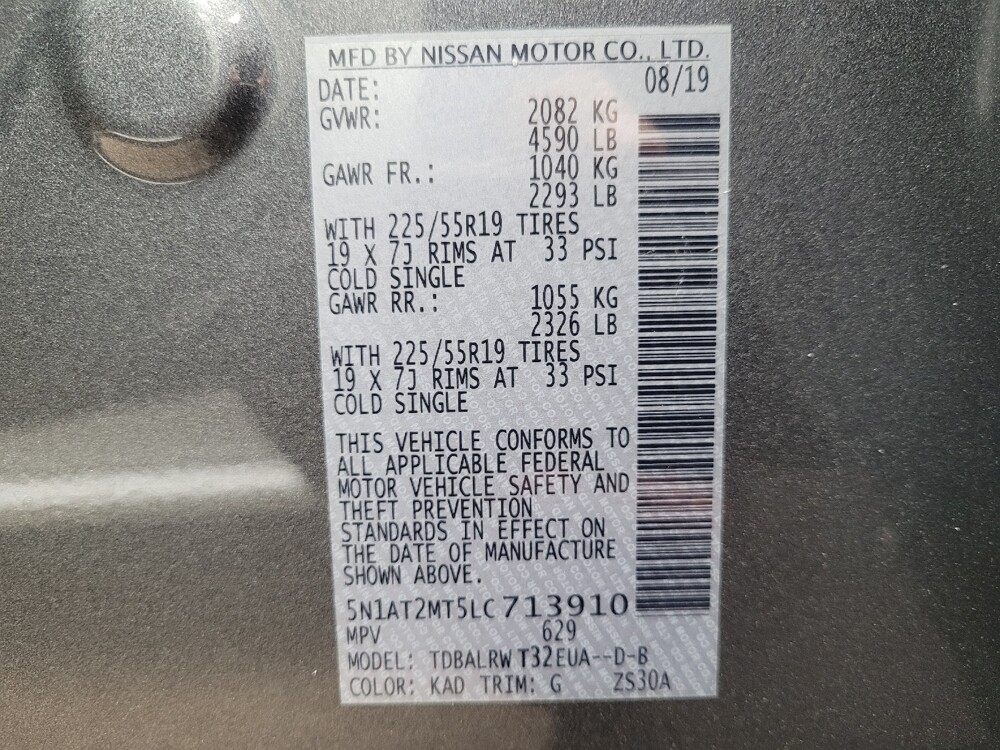 MFD BY NISSAN MOTOR CO., LTD.
DATE: 08/19
GVWR: 2082 KG
4590 LB
GAWR FR.: 1040 KG
2293 LB
WITH 225/55R19 TIRES
19 X 7J RIMS AT 33 PSI
COLD SINGLE
GAWR RR.: 1055 KG
2326 LB
WITH 225/55R19 TIRES
19 X 7J RIMS AT 33 PSI
COLD SINGLE
THIS VEHICLE CONFORMS TO
ALL APPLICABLE FEDERAL
MOTOR VEHICLE SAFETY AND
THEFT PREVENTION
STANDARDS IN EFFECT ON
THE DATE OF MANUFACTURE
SHOWN ABOVE.
5N1AT2MT5LC713910
MPV 629
MODEL: TDBALRW T32EUA--D-B
COLOR: KAD TRIM: G ZS30A